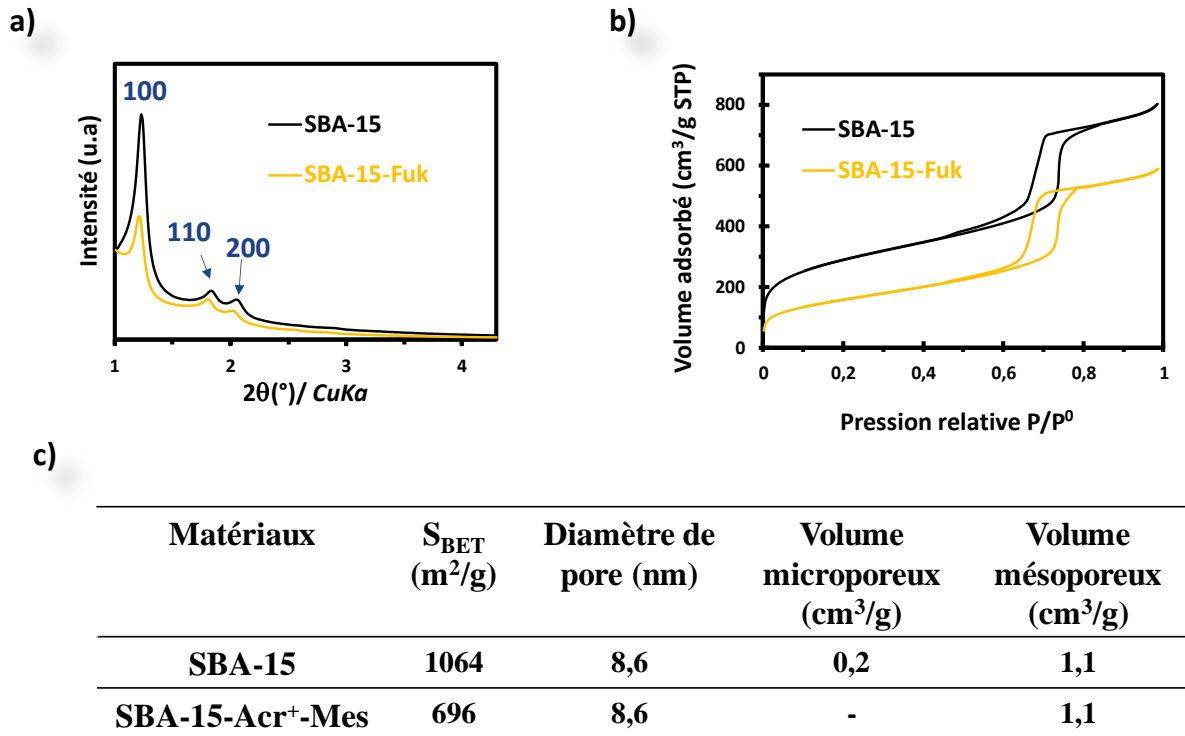 a)
100
SBA-15
SBA-15-Fuk
110
200
Intensité (u.a)
1
2
3
4
2θ(°)/ CuKa
b)
800
600
400
200
0
SBA-15
SBA-15-Fuk
Volume adsorbé (cm³/g STP)
0
0,2
0,4
0,6
0,8
1
Pression relative P/P⁰
c)
Matériaux
S_BET
(m²/g)
Diamètre de
pore (nm)
Volume
microporeux
(cm³/g)
Volume
mésoporeux
(cm³/g)
SBA-15 1064 8,6 0,2 1,1
SBA-15-Acr⁺-Mes 696 8,6 - 1,1